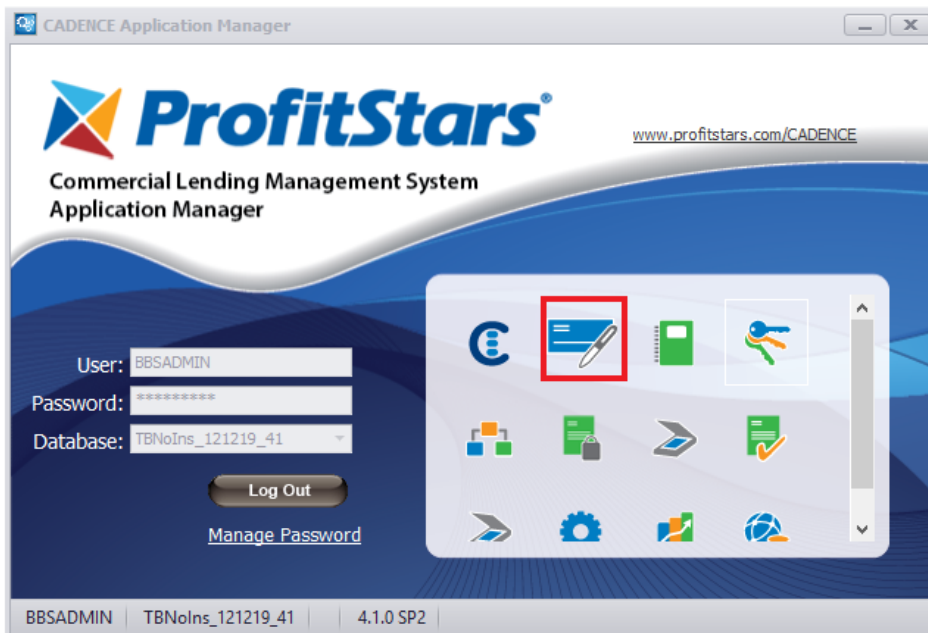 CADENCE Application Manager
ProfitStars®
www.profitstars.com/CADENCE
Commercial Lending Management System
Application Manager
User: BBSADMIN
Password: *********
Database: TBNoIns_121219_41
Log Out
Manage Password
BBSADMIN TBNoIns_121219_41 4.1.0 SP2